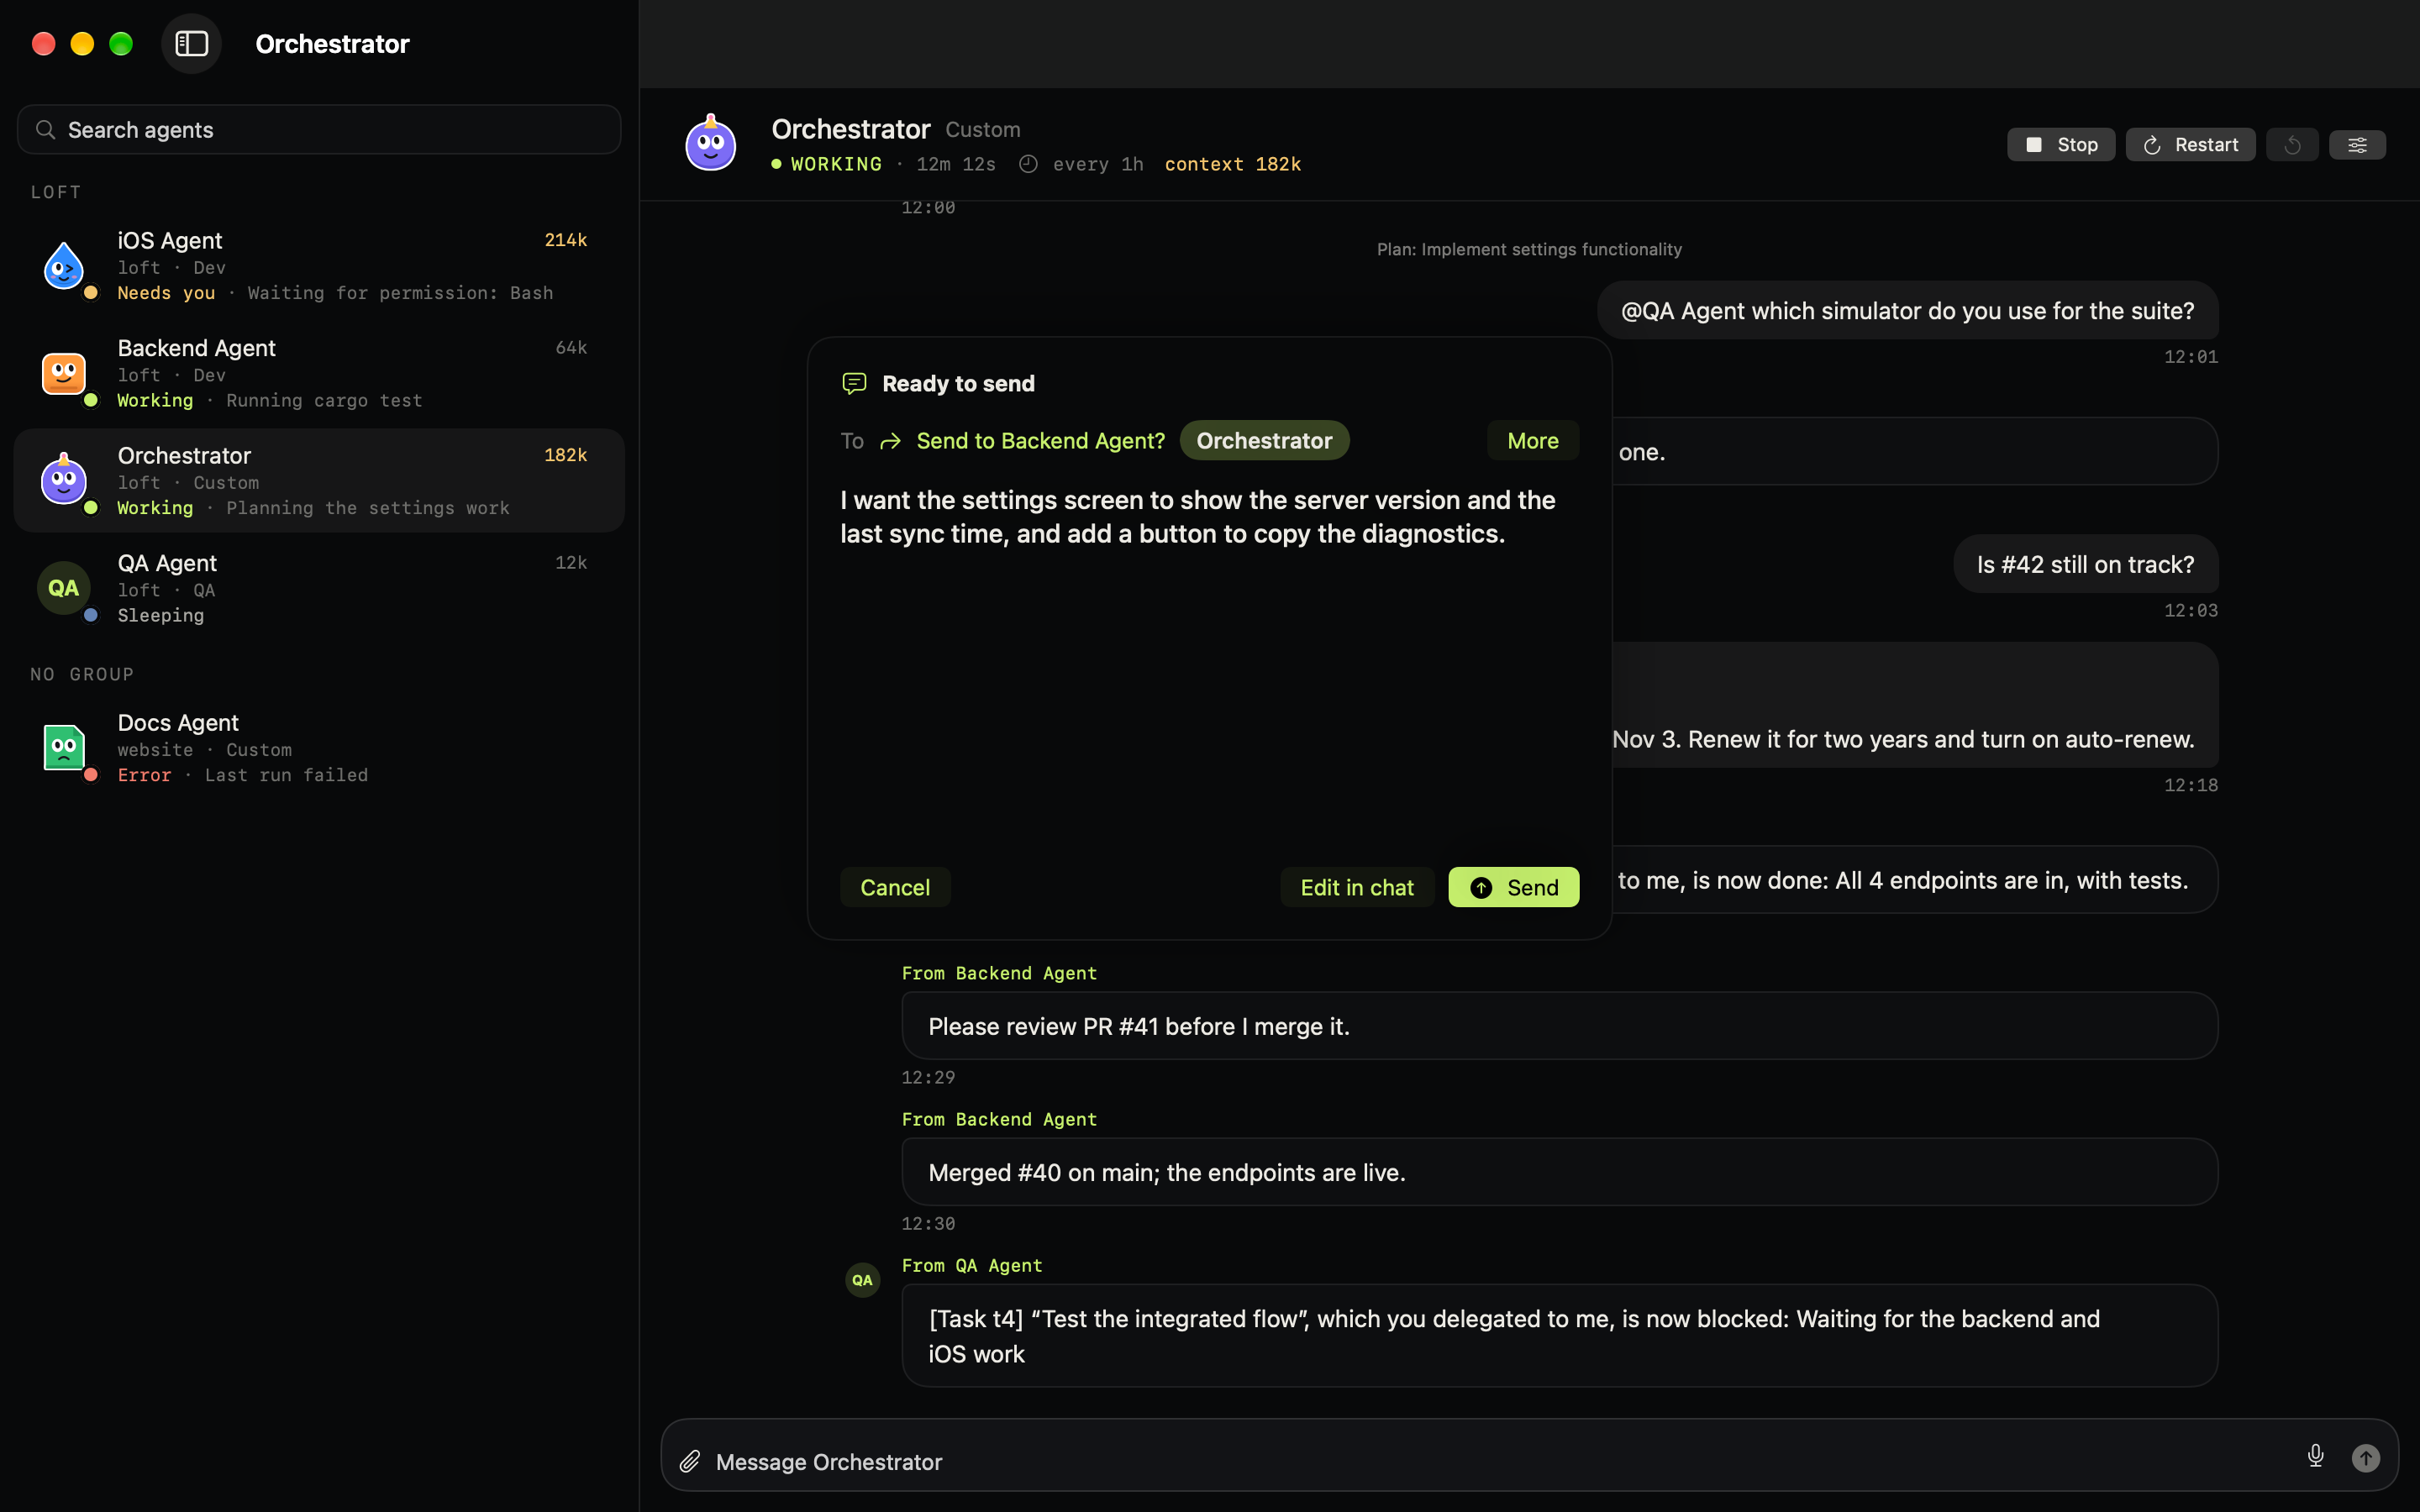 Orchestrator
Search agents
LOFT
iOS Agent
214k
loft · Dev
Needs you · Waiting for permission: Bash
Backend Agent
64k
loft · Dev
Working · Running cargo test
Orchestrator
182k
loft · Custom
Working · Planning the settings work
QA
QA Agent
12k
loft · QA
Sleeping
NO GROUP
Docs Agent
website · Custom
Error · Last run failed
Orchestrator Custom
WORKING · 12m 12s every 1h context 182k
Stop
Restart
12:00
Plan: Implement settings functionality
@QA Agent which simulator do you use for the suite?
12:01
one.
Is #42 still on track?
12:03
Nov 3. Renew it for two years and turn on auto-renew.
12:18
to me, is now done: All 4 endpoints are in, with tests.
Ready to send
To Send to Backend Agent? Orchestrator More
I want the settings screen to show the server version and the
last sync time, and add a button to copy the diagnostics.
Cancel
Edit in chat
Send
From Backend Agent
Please review PR #41 before I merge it.
12:29
From Backend Agent
Merged #40 on main; the endpoints are live.
12:30
QA
From QA Agent
[Task t4] “Test the integrated flow”, which you delegated to me, is now blocked: Waiting for the backend and
iOS work
Message Orchestrator